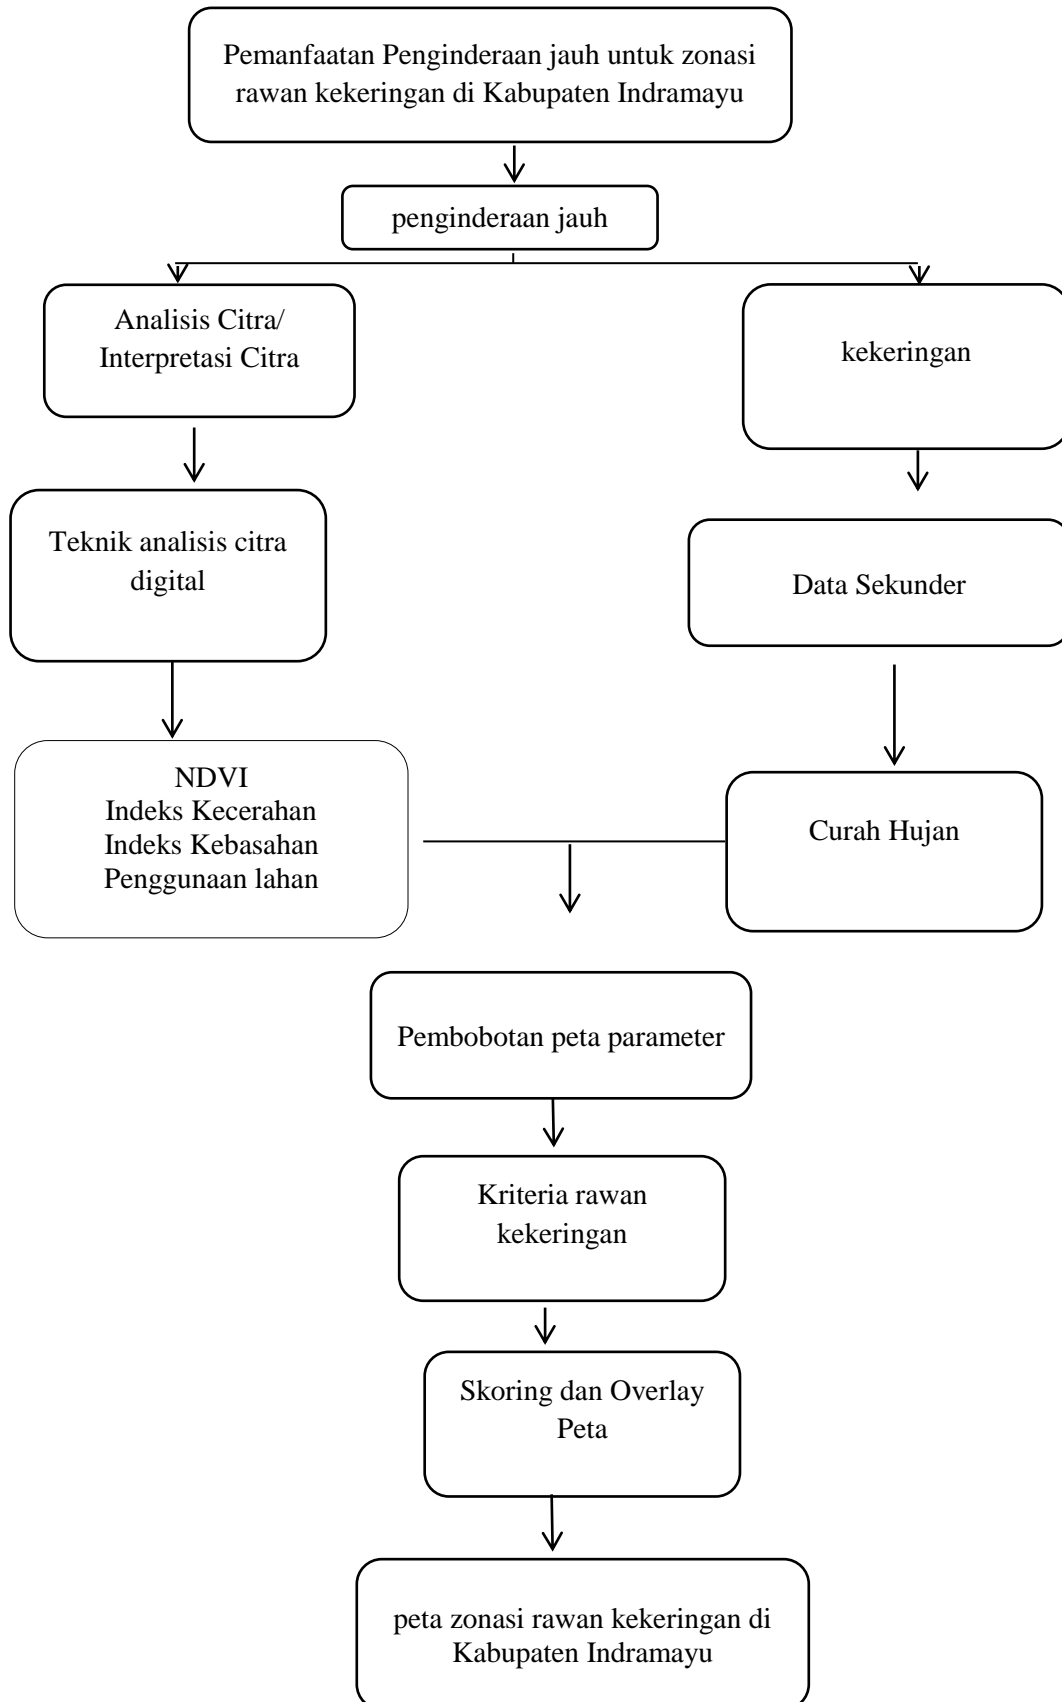 Pemanfaatan Penginderaan jauh untuk zonasi
rawan kekeringan di Kabupaten Indramayu
penginderaan jauh
Analisis Citra/
Interpretasi Citra
kekeringan
Teknik analisis citra
digital
Data Sekunder
NDVI
Indeks Kecerahan
Indeks Kebasahan
Penggunaan lahan
Curah Hujan
Pembobotan peta parameter
Kriteria rawan
kekeringan
Skoring dan Overlay
Peta
peta zonasi rawan kekeringan di
Kabupaten Indramayu